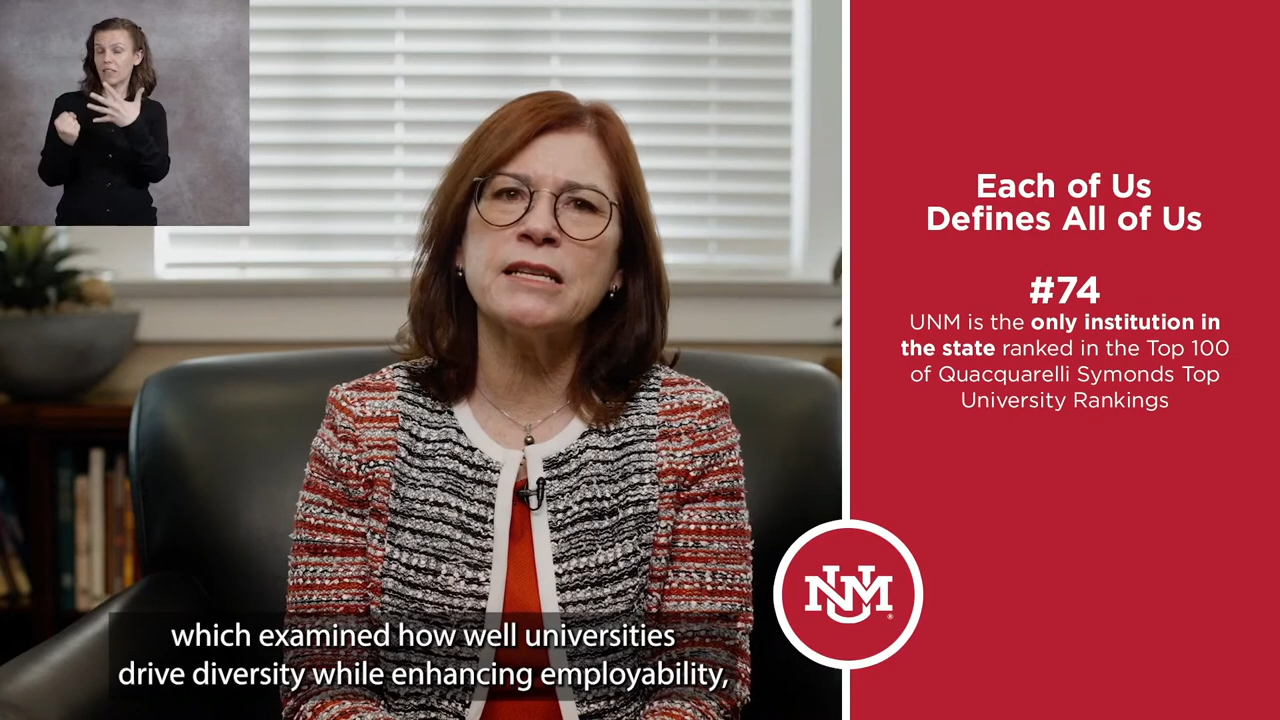 Each of Us
Defines All of Us
#74
UNM is the only institution in
the state ranked in the Top 100
of Quacquarelli Symonds Top
University Rankings
UNM
®
which examined how well universities
drive diversity while enhancing employability,